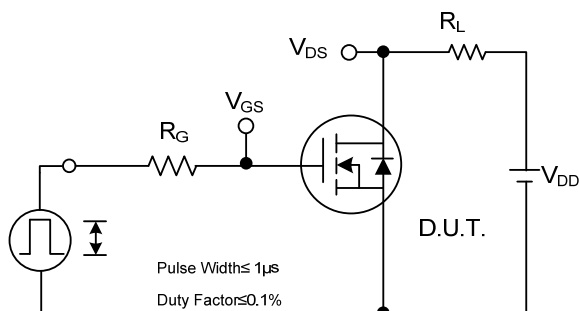 R_L
V_DS
V_GS
R_G
V_DD
D.U.T.
Pulse Width≤ 1µs
Duty Factor≤0.1%